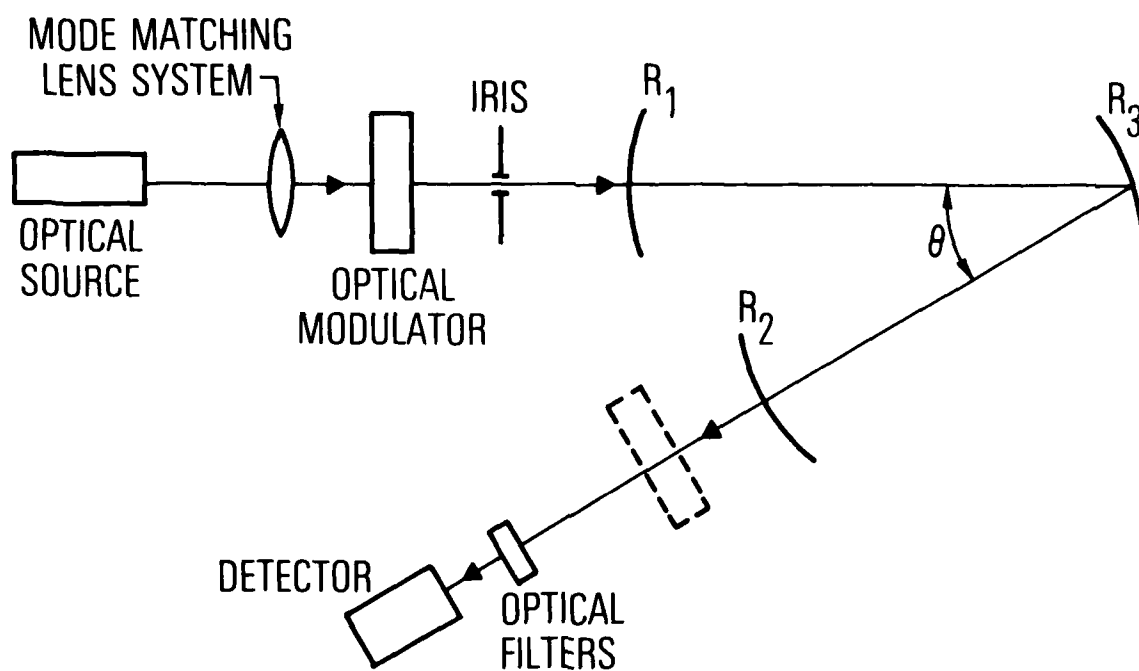 MODE MATCHING
LENS SYSTEM
IRIS
R1
R3
OPTICAL
SOURCE
OPTICAL
MODULATOR
θ
R2
DETECTOR
OPTICAL
FILTERS